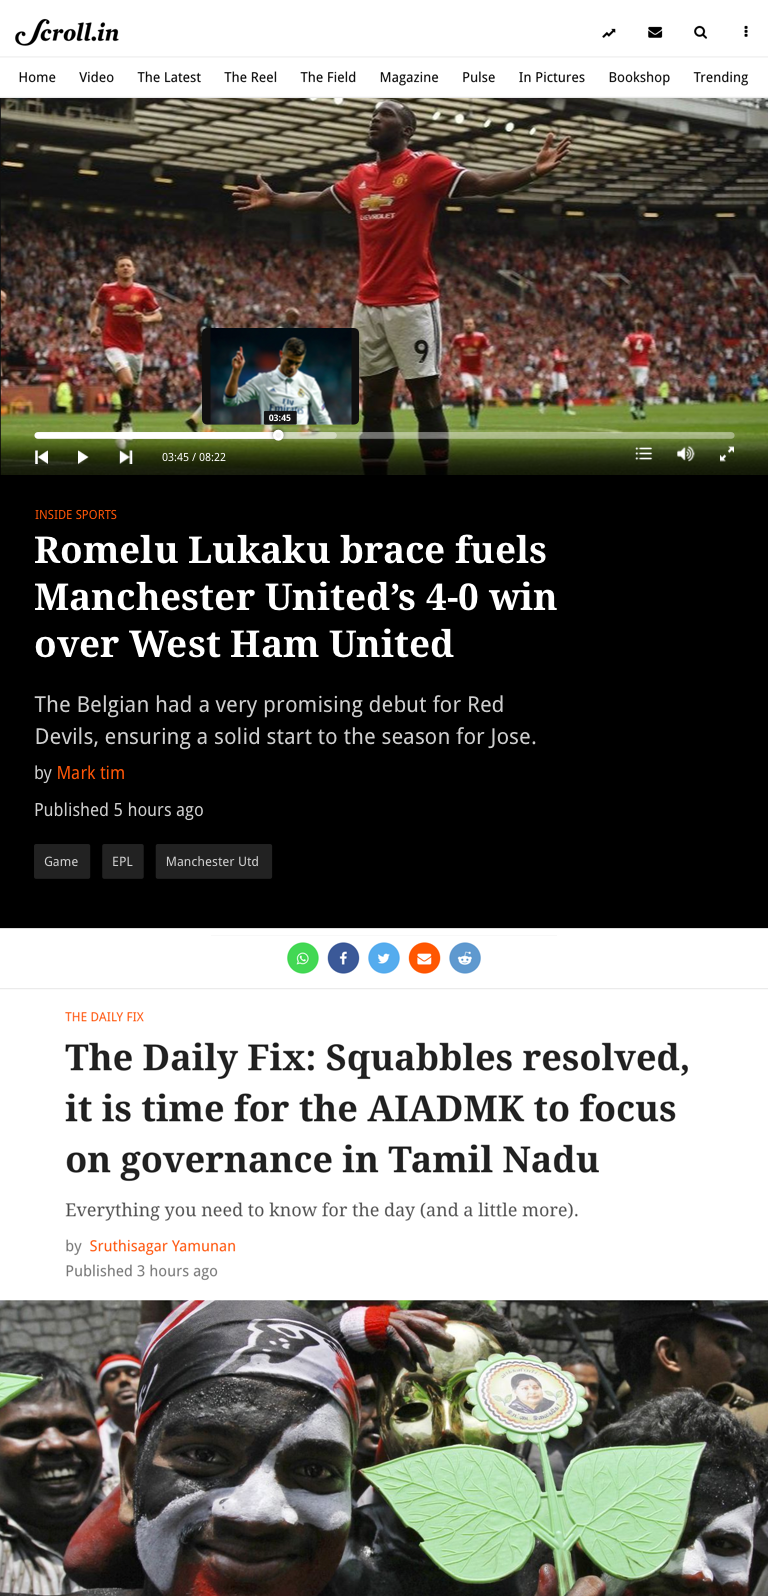 Scroll.in
Home Video The Latest The Reel The Field Magazine Pulse In Pictures Bookshop Trending
CHEVROLET
9
4
03:45
03:45 / 08:22
INSIDE SPORTS
Romelu Lukaku brace fuels
Manchester United’s 4-0 win
over West Ham United
The Belgian had a very promising debut for Red
Devils, ensuring a solid start to the season for Jose.
by Mark tim
Published 5 hours ago
Game EPL Manchester Utd
THE DAILY FIX
The Daily Fix: Squabbles resolved,
it is time for the AIADMK to focus
on governance in Tamil Nadu
Everything you need to know for the day (and a little more).
by Sruthisagar Yamunan
Published 3 hours ago